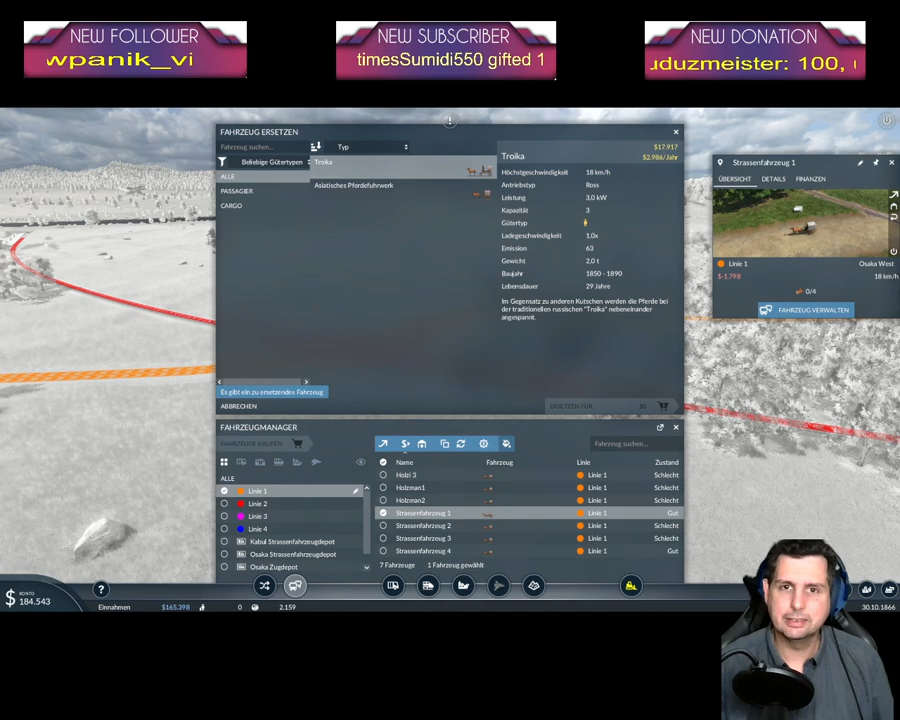 NEW FOLLOWER
wpanik_vi
NEW SUBSCRIBER
timesSumidi550 gifted 1
NEW DONATION
uduzmeister: 100,
FAHRZEUG ERSETZEN
Fahrzeug suchen...
Typ
Beliebige Gütertypen
ALLE
PASSAGIER
CARGO
Troika
Asiatisches Pferdefuhrwerk
$17.917
$2.986/Jahr
Troika
Höchstgeschwindigkeit 18 km/h
Antriebstyp Ross
Leistung 3,0 kW
Kapazität 3
Gütertyp
Ladegeschwindigkeit 1,0x
Emission 63
Gewicht 2,0 t
Baujahr 1850 - 1890
Lebensdauer 29 Jahre
Im Gegensatz zu anderen Kutschen werden die Pferde bei
der traditionellen russischen "Troika" nebeneinander
angespannt.
Es gibt ein zu ersetzendes Fahrzeug
ABBRECHEN
ERSETZEN FÜR $0
Strassenfahrzeug 1
ÜBERSICHT DETAILS FINANZEN
Linie 1 Osaka West
$-1.798 18 km/h
0/4
FAHRZEUG VERWALTEN
FAHRZEUGMANAGER
FAHRZEUGE KAUFEN
Fahrzeug suchen...
ALLE
Linie 1
Linie 2
Linie 3
Linie 4
Kabul Strassenfahrzeugdepot
Osaka Strassenfahrzeugdepot
Osaka Zugdepot
Name Fahrzeug Linie Zustand
Holzi 3 Linie 1 Schlecht
Holzman1 Linie 1 Schlecht
Holzman2 Linie 1 Schlecht
Strassenfahrzeug 1 Linie 1 Gut
Strassenfahrzeug 2 Linie 1 Schlecht
Strassenfahrzeug 3 Linie 1 Schlecht
Strassenfahrzeug 4 Linie 1 Gut
7 Fahrzeuge 1 Fahrzeug gewählt
$ KONTO
184.543
?
Einnahmen $165.398 0 2.159
30.10.1866